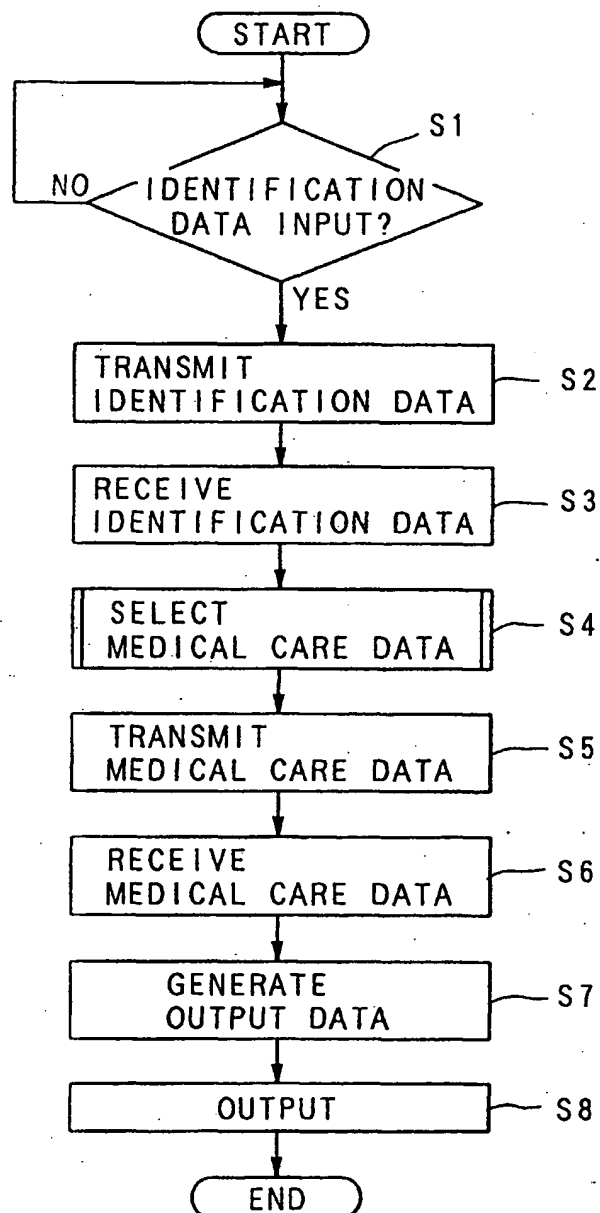 START
S1
NO
IDENTIFICATION
DATA INPUT?
YES
TRANSMIT
IDENTIFICATION DATA
S2
RECEIVE
IDENTIFICATION DATA
S3
SELECT
MEDICAL CARE DATA
S4
TRANSMIT
MEDICAL CARE DATA
S5
RECEIVE
MEDICAL CARE DATA
S6
GENERATE
OUTPUT DATA
S7
OUTPUT
S8
END